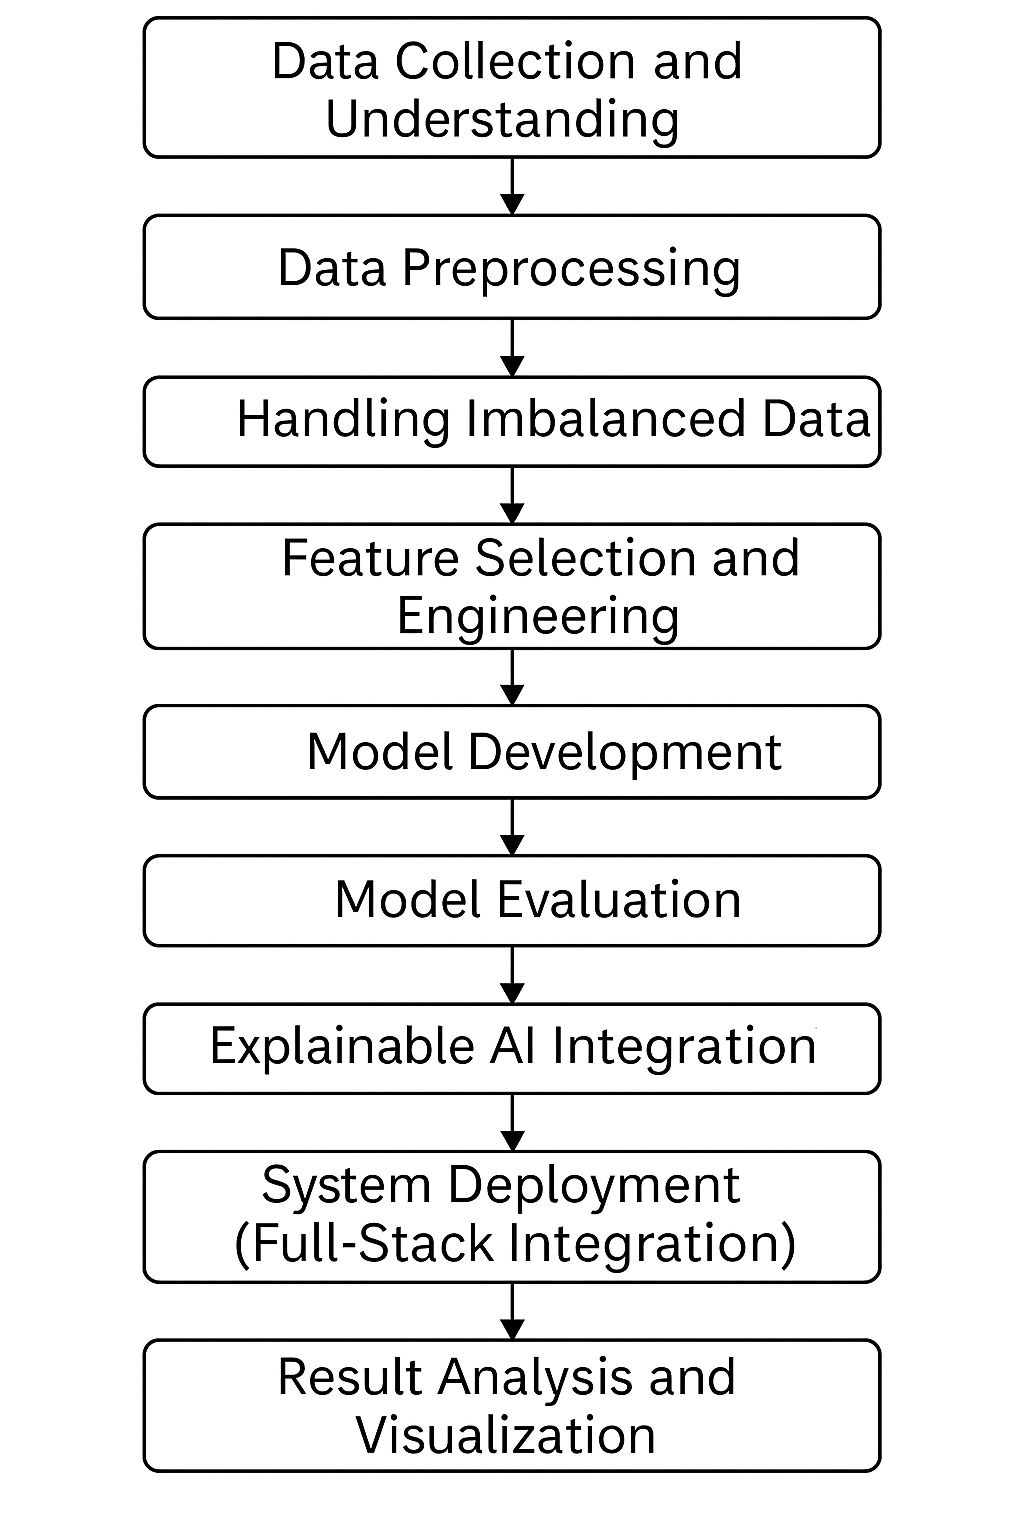 Data Collection and
Understanding
Data Preprocessing
Handling Imbalanced Data
Feature Selection and
Engineering
Model Development
Model Evaluation
Explainable AI Integration
System Deployment
(Full-Stack Integration)
Result Analysis and
Visualization